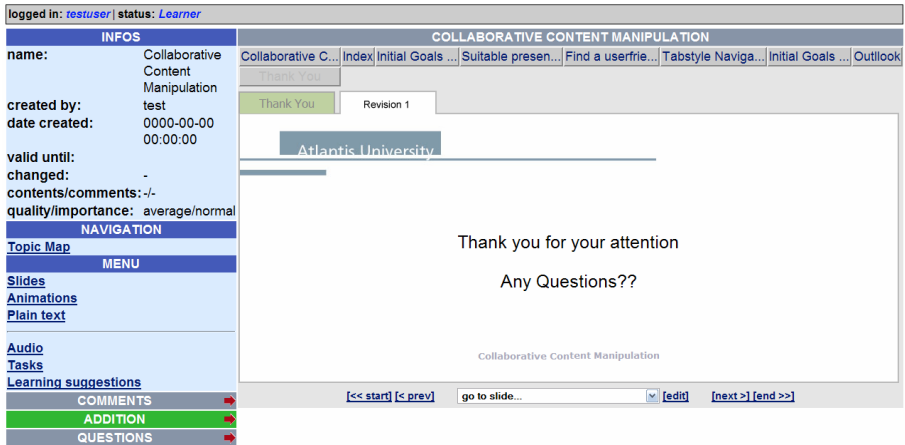 logged in: testuser | status: Learner
INFOS
name: Collaborative
Content
Manipulation
created by: test
date created: 0000-00-00
00:00:00
valid until:
changed: -
contents/comments: -/-
quality/importance: average/normal
NAVIGATION
Topic Map
MENU
Slides
Animations
Plain text
Audio
Tasks
Learning suggestions
COMMENTS
ADDITION
QUESTIONS
COLLABORATIVE CONTENT MANIPULATION
Collaborative C... Index Initial Goals ... Suitable presen... Find a userfrie... Tabstyle Naviga... Initial Goals ... Outllook
Thank You
Thank You Revision 1
Atlantis University
Thank you for your attention
Any Questions??
Collaborative Content Manipulation
[<< start] [< prev] go to slide... [edit] [next >] [end >>]